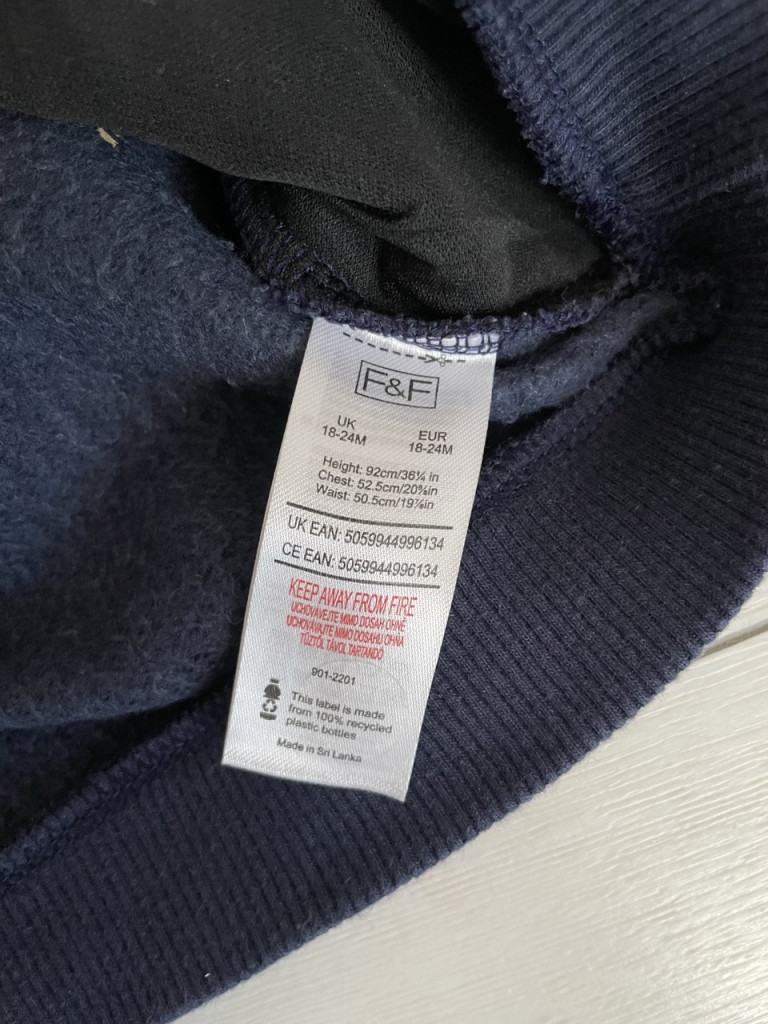 F&F
UK EUR
18-24M 18-24M
Height: 92cm/36¼ in
Chest: 52.5cm/20⅝in
Waist: 50.5cm/19⅞in
UK EAN: 5059944996134
CE EAN: 5059944996134
KEEP AWAY FROM FIRE
UCHOVÁVEJTE MIMO DOSAH OHNĚ
UCHOVÁVAJTE MIMO DOSAHU OHŇA
TŰZTŐL TÁVOL TARTANDÓ
901-2201
This label is made
from 100% recycled
plastic bottles
Made in Sri Lanka